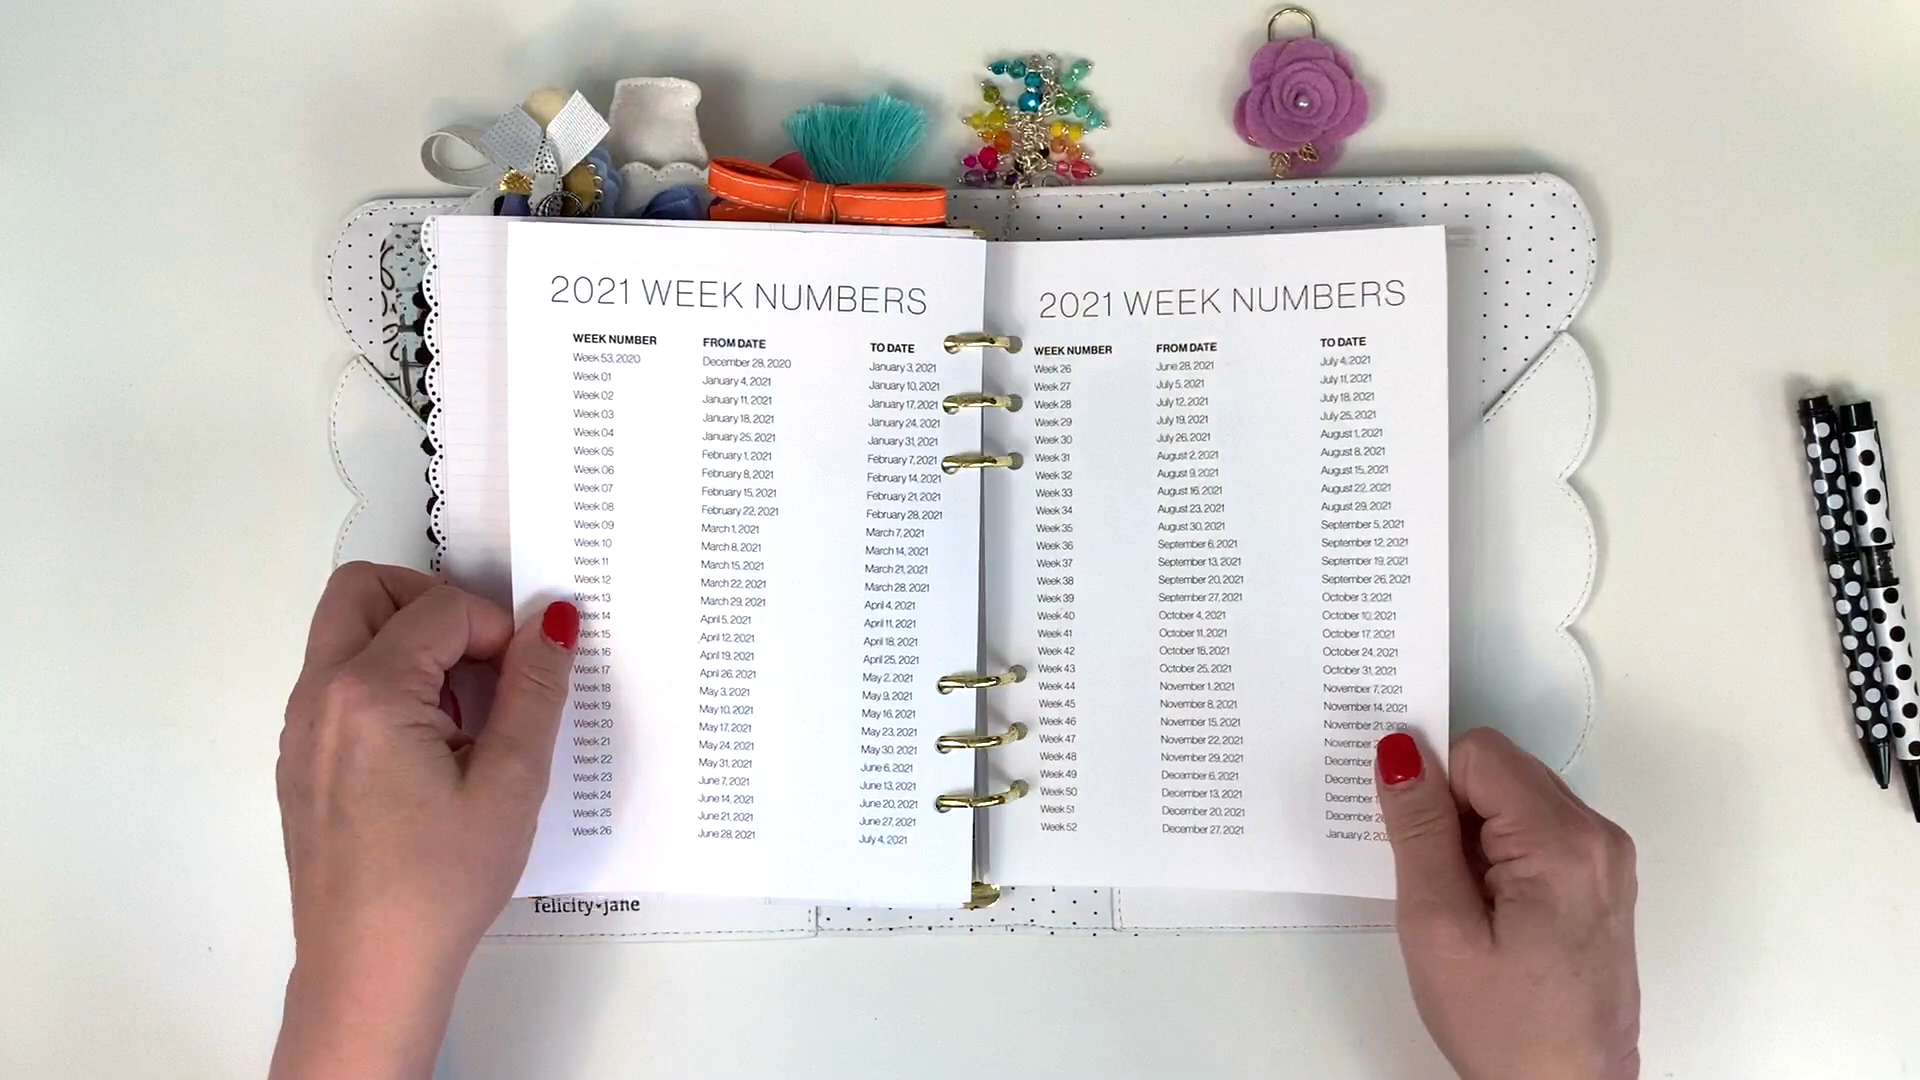 2021 WEEK NUMBERS
WEEK NUMBER FROM DATE TO DATE
Week 53, 2020 December 28, 2020 January 3, 2021
Week 01 January 4, 2021 January 10, 2021
Week 02 January 11, 2021 January 17, 2021
Week 03 January 18, 2021 January 24, 2021
Week 04 January 25, 2021 January 31, 2021
Week 05 February 1, 2021 February 7, 2021
Week 06 February 8, 2021 February 14, 2021
Week 07 February 15, 2021 February 21, 2021
Week 08 February 22, 2021 February 28, 2021
Week 09 March 1, 2021 March 7, 2021
Week 10 March 8, 2021 March 14, 2021
Week 11 March 15, 2021 March 21, 2021
Week 12 March 22, 2021 March 28, 2021
Week 13 March 29, 2021 April 4, 2021
Week 14 April 5, 2021 April 11, 2021
Week 15 April 12, 2021 April 18, 2021
Week 16 April 19, 2021 April 25, 2021
Week 17 April 26, 2021 May 2, 2021
Week 18 May 3, 2021 May 9, 2021
Week 19 May 10, 2021 May 16, 2021
Week 20 May 17, 2021 May 23, 2021
Week 21 May 24, 2021 May 30, 2021
Week 22 May 31, 2021 June 6, 2021
Week 23 June 7, 2021 June 13, 2021
Week 24 June 14, 2021 June 20, 2021
Week 25 June 21, 2021 June 27, 2021
Week 26 June 28, 2021 July 4, 2021
felicity jane
2021 WEEK NUMBERS
WEEK NUMBER FROM DATE TO DATE
Week 26 June 28, 2021 July 4, 2021
Week 27 July 5, 2021 July 11, 2021
Week 28 July 12, 2021 July 18, 2021
Week 29 July 19, 2021 July 25, 2021
Week 30 July 26, 2021 August 1, 2021
Week 31 August 2, 2021 August 8, 2021
Week 32 August 9, 2021 August 15, 2021
Week 33 August 16, 2021 August 22, 2021
Week 34 August 23, 2021 August 29, 2021
Week 35 August 30, 2021 September 5, 2021
Week 36 September 6, 2021 September 12, 2021
Week 37 September 13, 2021 September 19, 2021
Week 38 September 20, 2021 September 26, 2021
Week 39 September 27, 2021 October 3, 2021
Week 40 October 4, 2021 October 10, 2021
Week 41 October 11, 2021 October 17, 2021
Week 42 October 18, 2021 October 24, 2021
Week 43 October 25, 2021 October 31, 2021
Week 44 November 1, 2021 November 7, 2021
Week 45 November 8, 2021 November 14, 2021
Week 46 November 15, 2021 November 21, 2021
Week 47 November 22, 2021 November
Week 48 November 29, 2021 December
Week 49 December 6, 2021 December
Week 50 December 13, 2021 December
Week 51 December 20, 2021 December
Week 52 December 27, 2021 January 2,